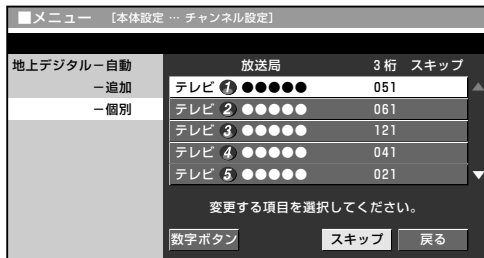 ■メニュー [本体設定 … チャンネル設定]
地上デジタルー自動 放送局 3桁 スキップ
ー追加 テレビ 1 ●●●●● 051
ー個別 テレビ 2 ●●●●● 061
テレビ 3 ●●●●● 121
テレビ 4 ●●●●● 041
テレビ 5 ●●●●● 021
変更する項目を選択してください。
数字ボタン スキップ 戻る